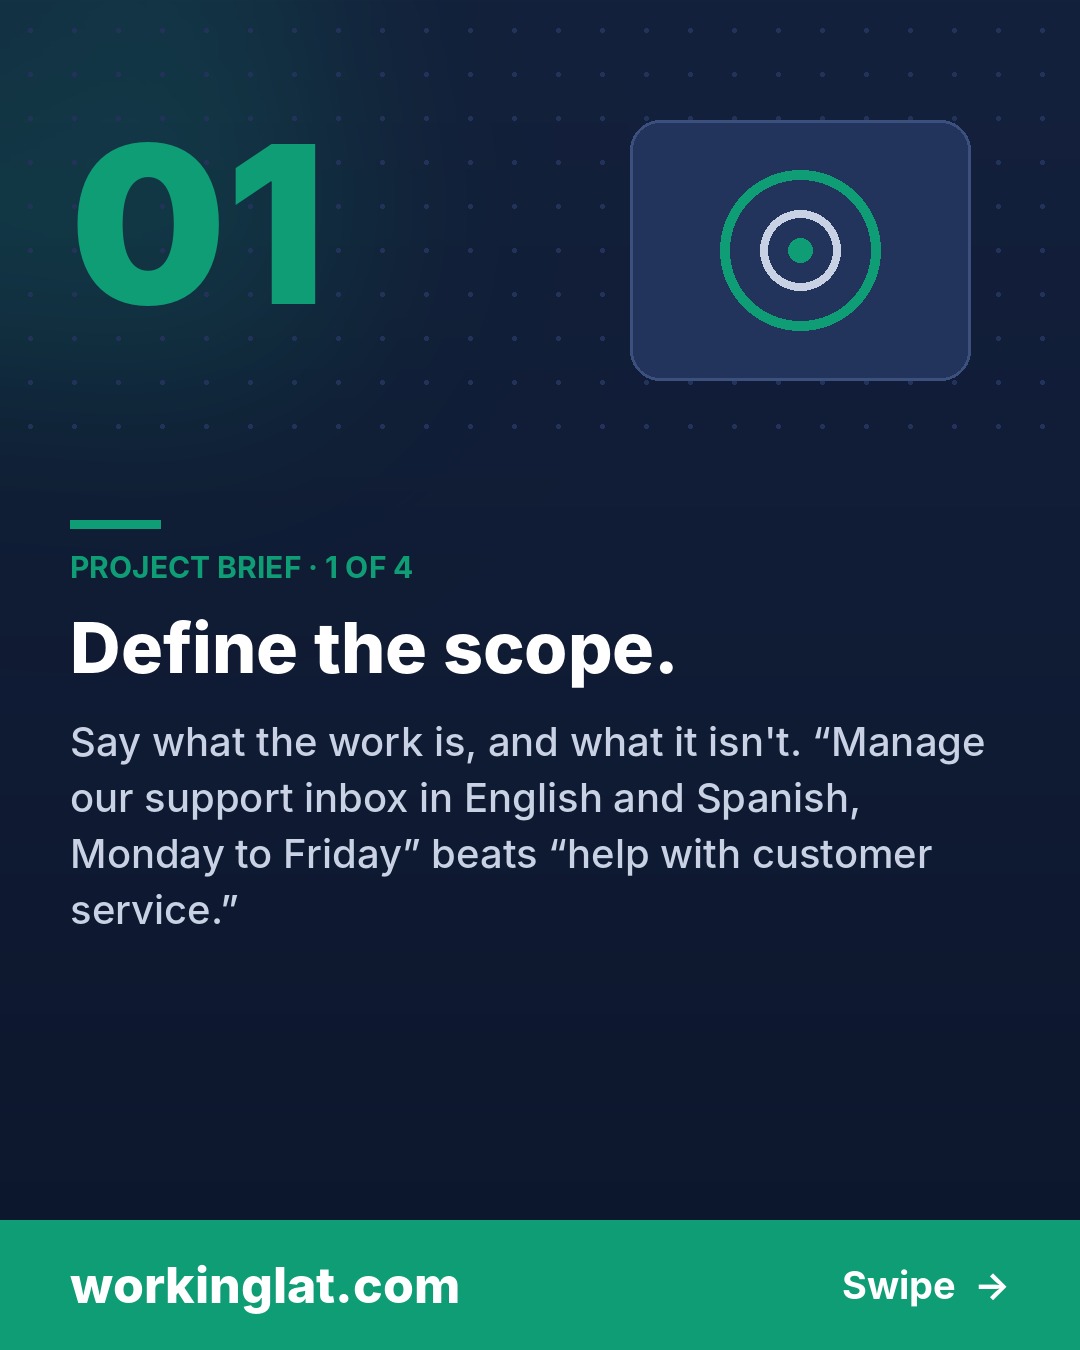 01
PROJECT BRIEF · 1 OF 4
Define the scope.
Say what the work is, and what it isn't. “Manage
our support inbox in English and Spanish,
Monday to Friday” beats “help with customer
service.”
workinglat.com
Swipe →